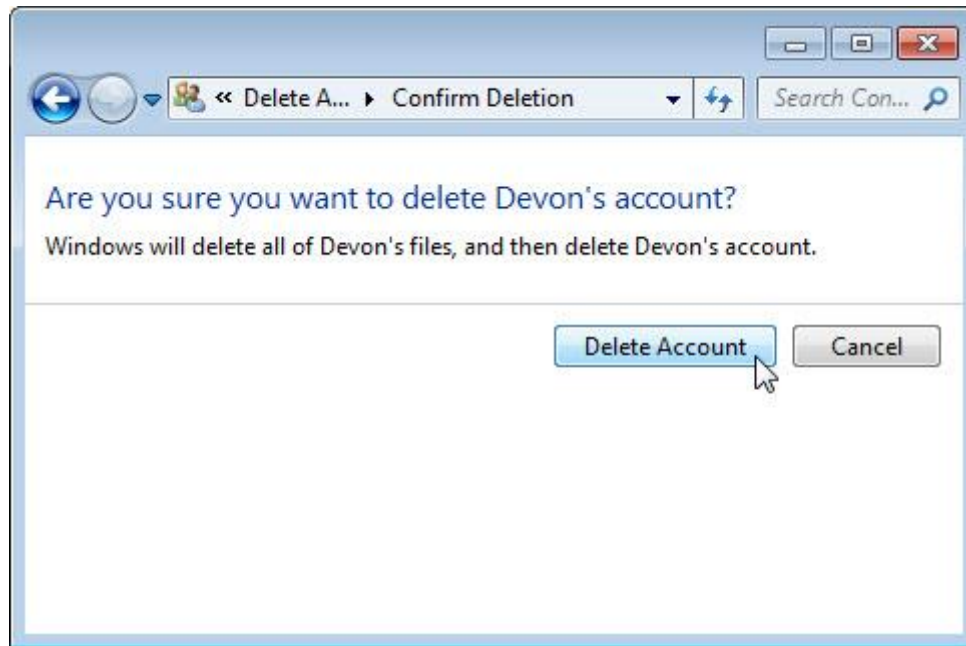 « Delete A... ▸ Confirm Deletion
Search Con...
Are you sure you want to delete Devon's account?
Windows will delete all of Devon's files, and then delete Devon's account.
Delete Account
Cancel